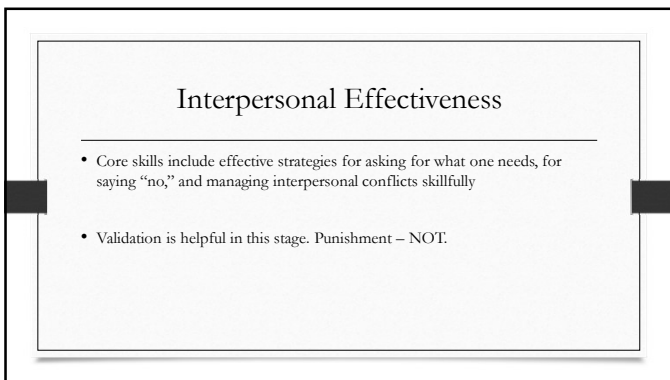 Interpersonal Effectiveness
• Core skills include effective strategies for asking for what one needs, for
saying “no,” and managing interpersonal conflicts skillfully
• Validation is helpful in this stage. Punishment – NOT.